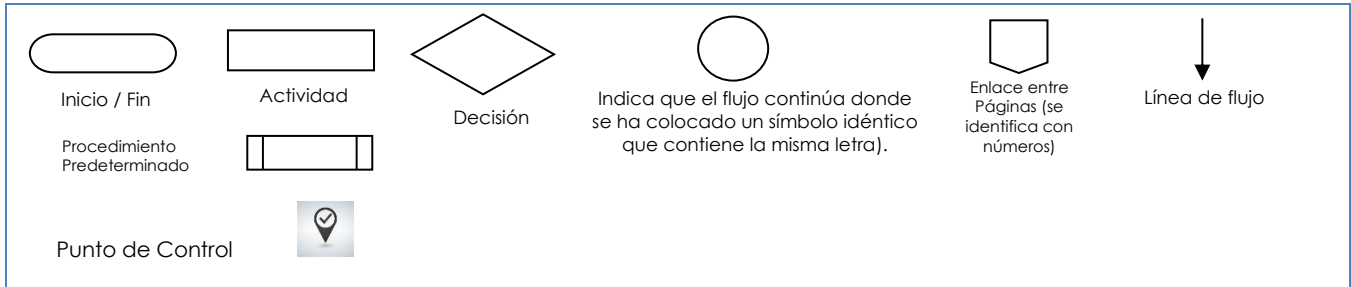 Inicio / Fin
Actividad
Decisión
Indica que el flujo continúa donde
se ha colocado un símbolo idéntico
que contiene la misma letra).
Enlace entre
Páginas (se
identifica con
números)
Línea de flujo
Procedimiento
Predeterminado
Punto de Control